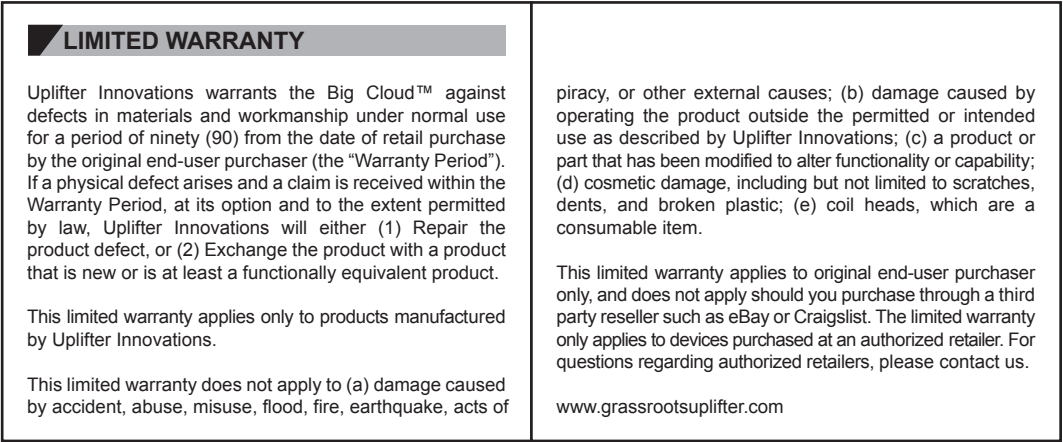 LIMITED WARRANTY
Uplifter Innovations warrants the Big Cloud™ against
defects in materials and workmanship under normal use
for a period of ninety (90) from the date of retail purchase
by the original end-user purchaser (the “Warranty Period”).
If a physical defect arises and a claim is received within the
Warranty Period, at its option and to the extent permitted
by law, Uplifter Innovations will either (1) Repair the
product defect, or (2) Exchange the product with a product
that is new or is at least a functionally equivalent product.
This limited warranty applies only to products manufactured
by Uplifter Innovations.
This limited warranty does not apply to (a) damage caused
by accident, abuse, misuse, flood, fire, earthquake, acts of
piracy, or other external causes; (b) damage caused by
operating the product outside the permitted or intended
use as described by Uplifter Innovations; (c) a product or
part that has been modified to alter functionality or capability;
(d) cosmetic damage, including but not limited to scratches,
dents, and broken plastic; (e) coil heads, which are a
consumable item.
This limited warranty applies to original end-user purchaser
only, and does not apply should you purchase through a third
party reseller such as eBay or Craigslist. The limited warranty
only applies to devices purchased at an authorized retailer. For
questions regarding authorized retailers, please contact us.
www.grassrootsuplifter.com